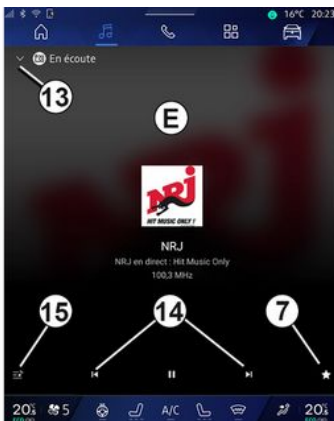 16°C 20:23
En écoute
13
E
NRJ
HIT MUSIC ONLY !
NRJ
NRJ en direct : Hit Music Only
100,3 MHz
15
14
7
20,5 5 A/C 20,5